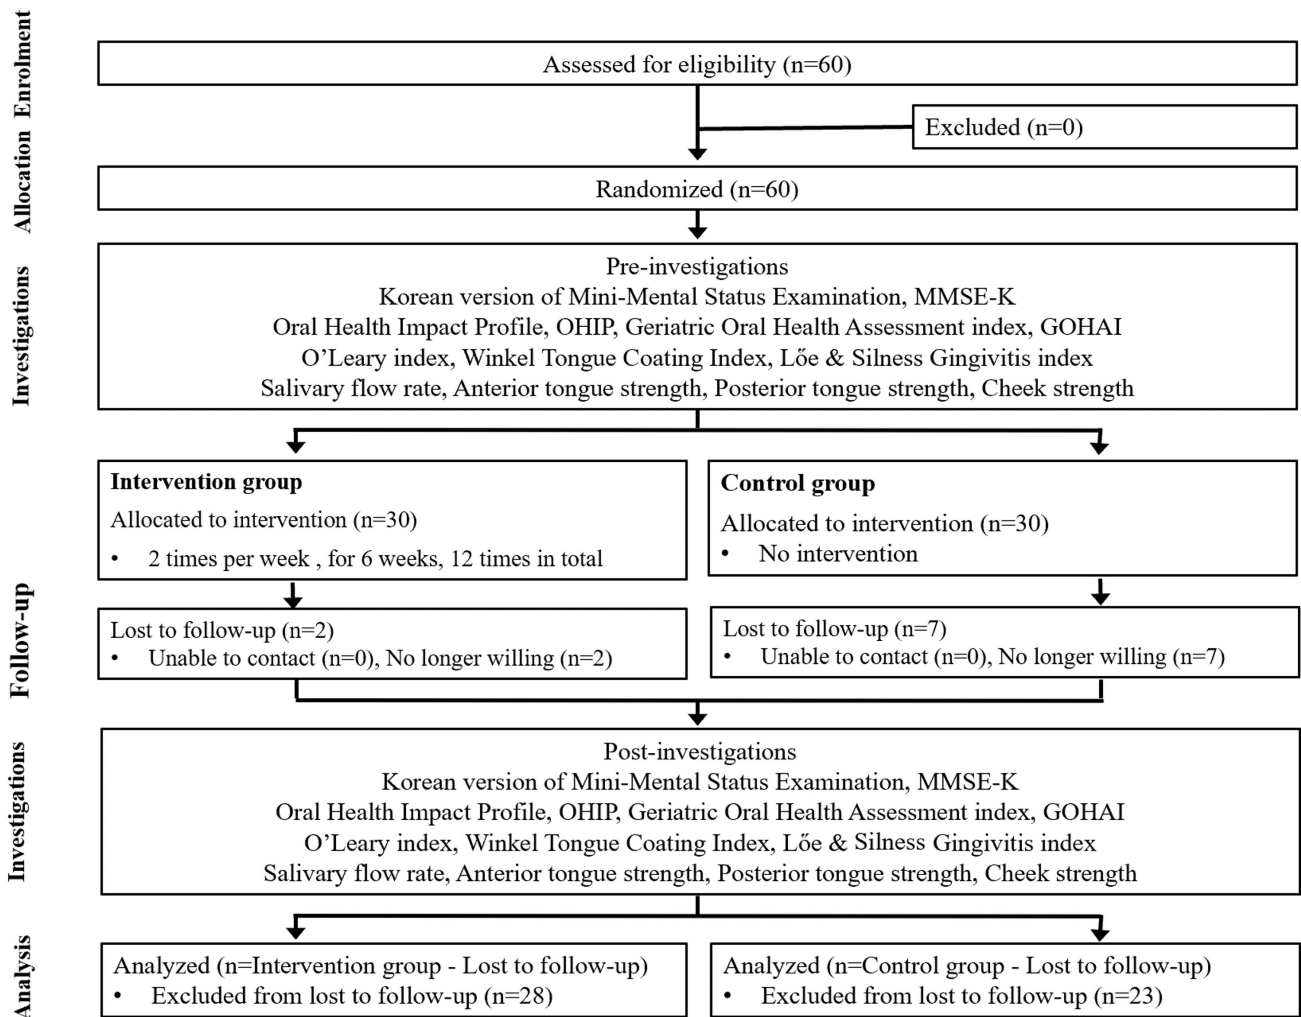 Enrolment
Assessed for eligibility (n=60)
Excluded (n=0)
Allocation
Randomized (n=60)
Investigations
Pre-investigations
Korean version of Mini-Mental Status Examination, MMSE-K
Oral Health Impact Profile, OHIP, Geriatric Oral Health Assessment index, GOHAI
O’Leary index, Winkel Tongue Coating Index, Lőe & Silness Gingivitis index
Salivary flow rate, Anterior tongue strength, Posterior tongue strength, Cheek strength
Intervention group
Allocated to intervention (n=30)
• 2 times per week , for 6 weeks, 12 times in total
Control group
Allocated to intervention (n=30)
• No intervention
Follow-up
Lost to follow-up (n=2)
• Unable to contact (n=0), No longer willing (n=2)
Lost to follow-up (n=7)
• Unable to contact (n=0), No longer willing (n=7)
Investigations
Post-investigations
Korean version of Mini-Mental Status Examination, MMSE-K
Oral Health Impact Profile, OHIP, Geriatric Oral Health Assessment index, GOHAI
O’Leary index, Winkel Tongue Coating Index, Lőe & Silness Gingivitis index
Salivary flow rate, Anterior tongue strength, Posterior tongue strength, Cheek strength
Analysis
Analyzed (n=Intervention group - Lost to follow-up)
• Excluded from lost to follow-up (n=28)
Analyzed (n=Control group - Lost to follow-up)
• Excluded from lost to follow-up (n=23)